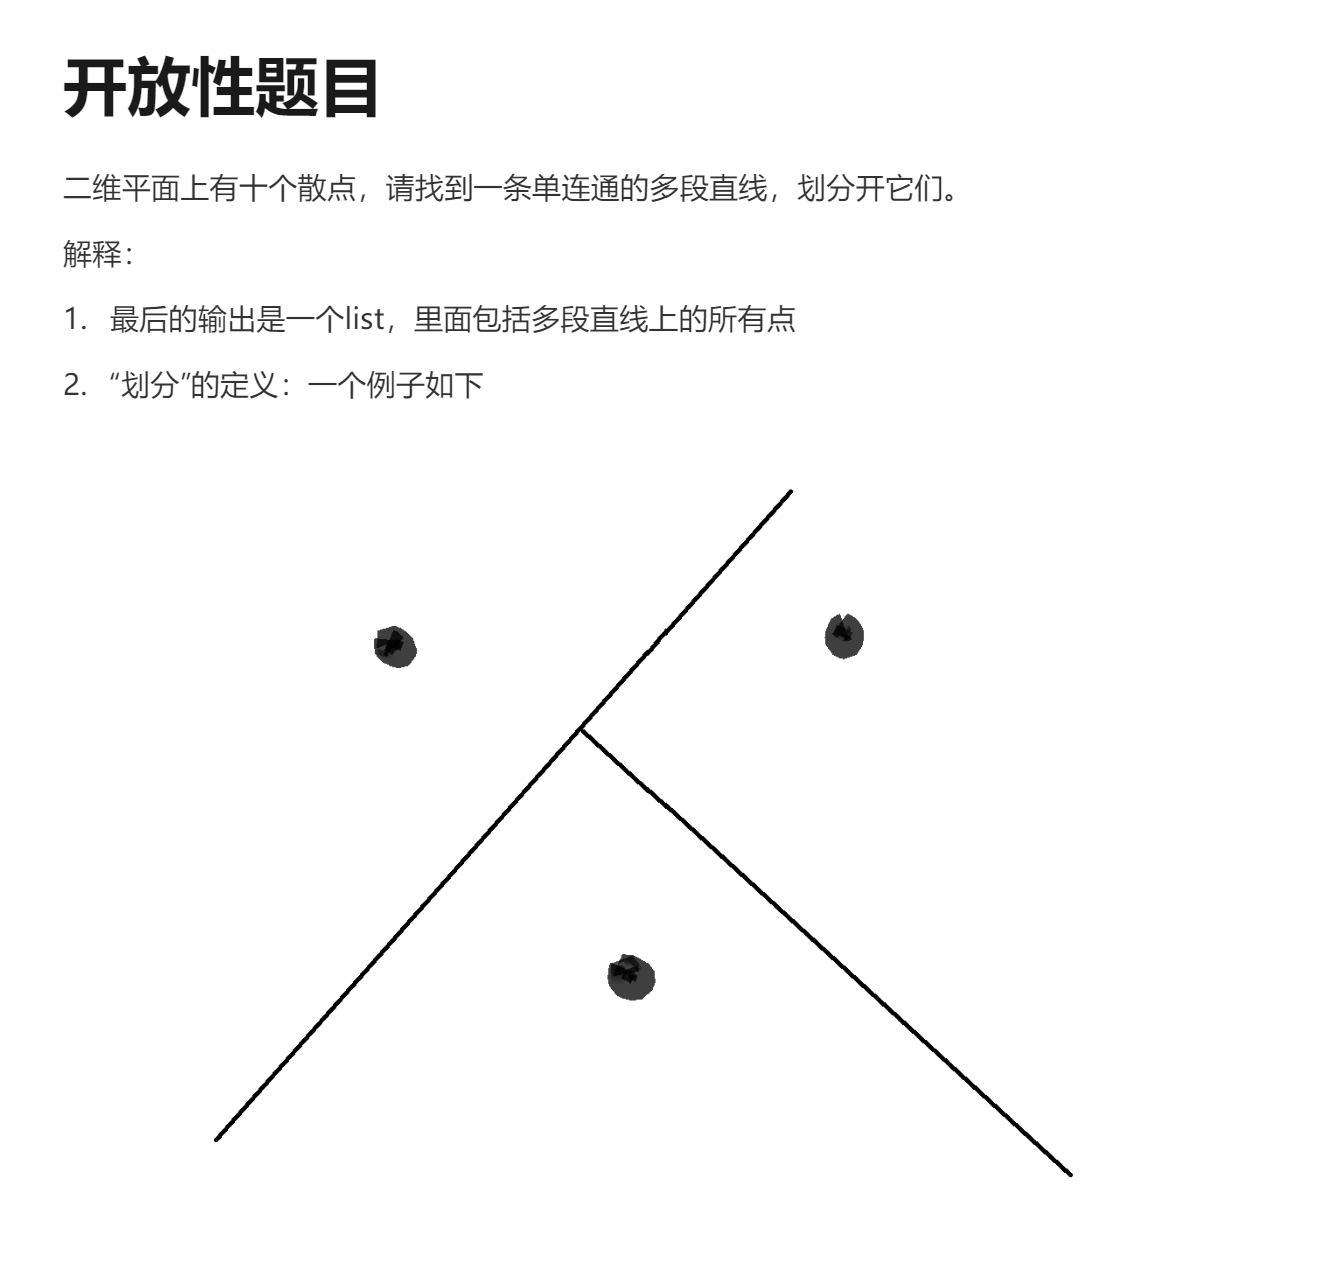 开放性题目
二维平面上有十个散点，请找到一条单连通的多段直线，划分开它们。
解释：
1. 最后的输出是一个list，里面包括多段直线上的所有点
2. “划分”的定义：一个例子如下